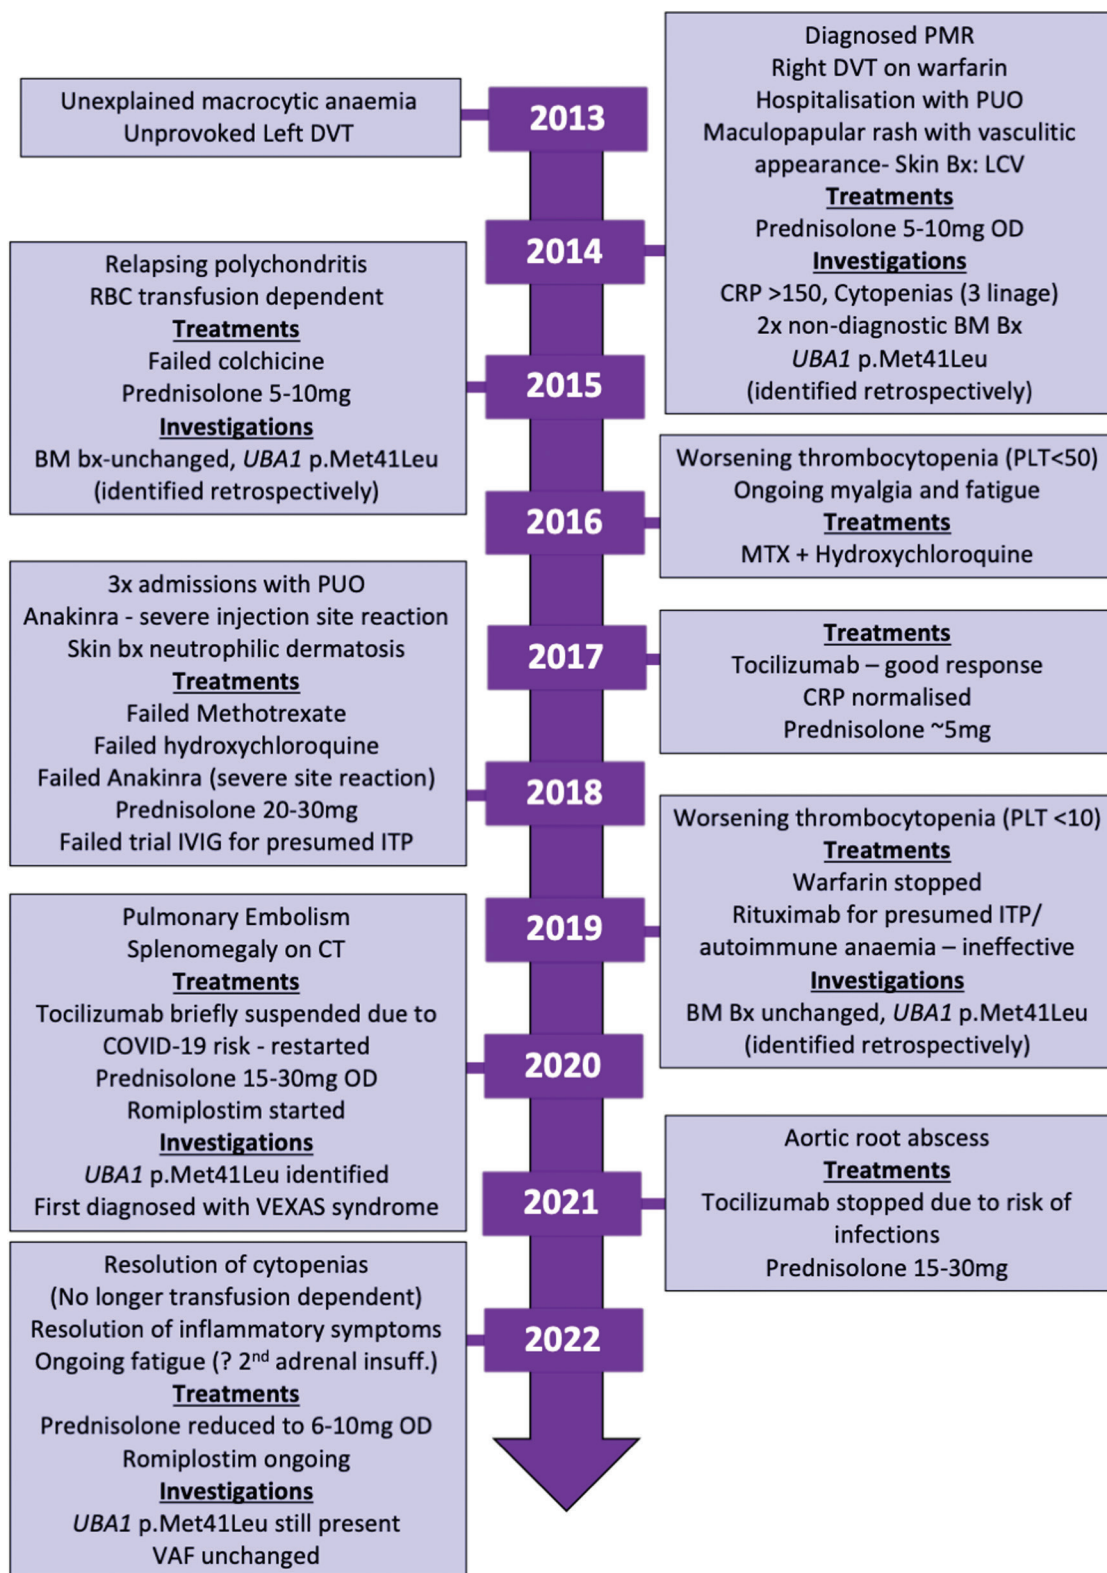 2013
Unexplained macrocytic anaemia
Unprovoked Left DVT
2014
Diagnosed PMR
Right DVT on warfarin
Hospitalisation with PUO
Maculopapular rash with vasculitic
appearance- Skin Bx: LCV
Treatments
Prednisolone 5-10mg OD
Investigations
CRP >150, Cytopenias (3 linage)
2x non-diagnostic BM Bx
UBA1 p.Met41Leu
(identified retrospectively)
2015
Relapsing polychondritis
RBC transfusion dependent
Treatments
Failed colchicine
Prednisolone 5-10mg
Investigations
BM bx-unchanged, UBA1 p.Met41Leu
(identified retrospectively)
2016
Worsening thrombocytopenia (PLT<50)
Ongoing myalgia and fatigue
Treatments
MTX + Hydroxychloroquine
2017
Treatments
Tocilizumab – good response
CRP normalised
Prednisolone ~5mg
2018
3x admissions with PUO
Anakinra - severe injection site reaction
Skin bx neutrophilic dermatosis
Treatments
Failed Methotrexate
Failed hydroxychloroquine
Failed Anakinra (severe site reaction)
Prednisolone 20-30mg
Failed trial IVIG for presumed ITP
2019
Worsening thrombocytopenia (PLT <10)
Treatments
Warfarin stopped
Rituximab for presumed ITP/
autoimmune anaemia – ineffective
Investigations
BM Bx unchanged, UBA1 p.Met41Leu
(identified retrospectively)
2020
Pulmonary Embolism
Splenomegaly on CT
Treatments
Tocilizumab briefly suspended due to
COVID-19 risk - restarted
Prednisolone 15-30mg OD
Romiplostim started
Investigations
UBA1 p.Met41Leu identified
First diagnosed with VEXAS syndrome
2021
Aortic root abscess
Treatments
Tocilizumab stopped due to risk of
infections
Prednisolone 15-30mg
2022
Resolution of cytopenias
(No longer transfusion dependent)
Resolution of inflammatory symptoms
Ongoing fatigue (? 2nd adrenal insuff.)
Treatments
Prednisolone reduced to 6-10mg OD
Romiplostim ongoing
Investigations
UBA1 p.Met41Leu still present
VAF unchanged